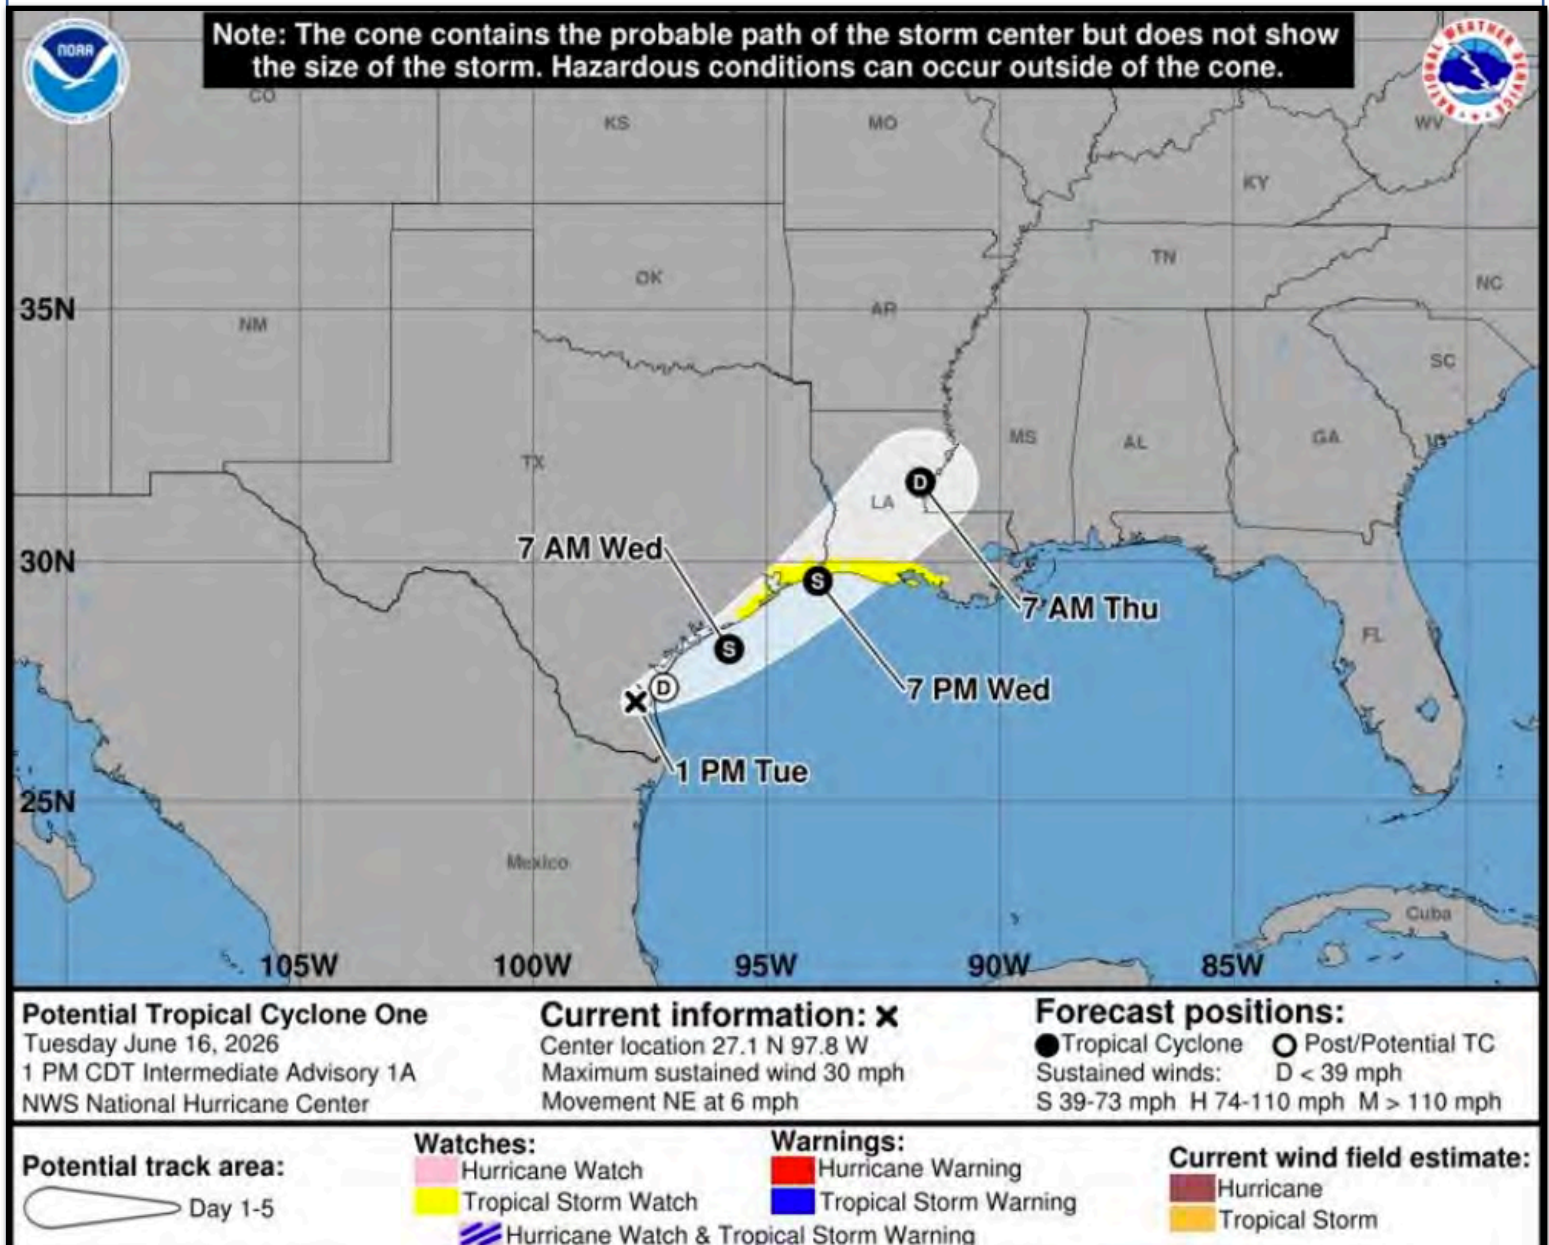 Note: The cone contains the probable path of the storm center but does not show
the size of the storm. Hazardous conditions can occur outside of the cone.
NOAA
NATIONAL WEATHER SERVICE
CO
KS
MO
WV
KY
OK
TN
NC
35N
NM
AR
SC
TX
MS
AL
GA
D
LA
7 AM Wed
30N
S
7 AM Thu
FL
S
D
7 PM Wed
1 PM Tue
25N
Mexico
Cuba
105W
100W
95W
90W
85W
Potential Tropical Cyclone One
Tuesday June 16, 2026
1 PM CDT Intermediate Advisory 1A
NWS National Hurricane Center
Current information: ×
Center location 27.1 N 97.8 W
Maximum sustained wind 30 mph
Movement NE at 6 mph
Forecast positions:
Tropical Cyclone Post/Potential TC
Sustained winds: D < 39 mph
S 39-73 mph H 74-110 mph M > 110 mph
Potential track area:
Day 1-5
Watches:
Hurricane Watch
Tropical Storm Watch
Warnings:
Hurricane Warning
Tropical Storm Warning
Hurricane Watch & Tropical Storm Warning
Current wind field estimate:
Hurricane
Tropical Storm